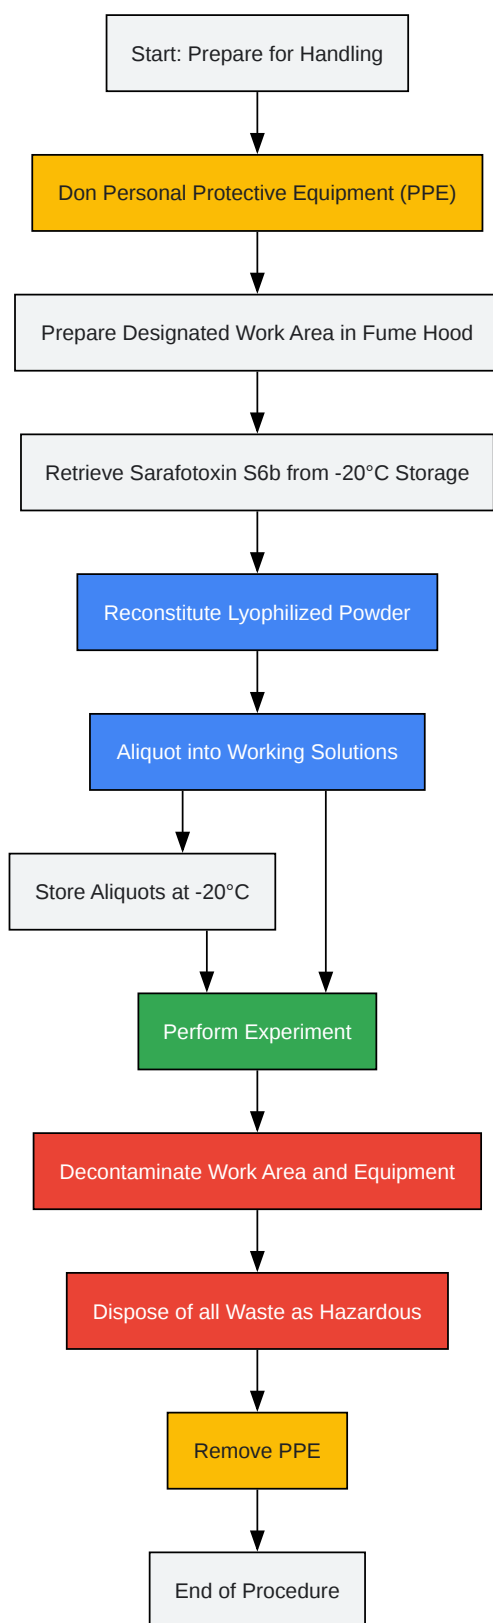 Start: Prepare for Handling
Don Personal Protective Equipment (PPE)
Prepare Designated Work Area in Fume Hood
Retrieve Sarafotoxin S6b from -20°C Storage
Reconstitute Lyophilized Powder
Aliquot into Working Solutions
Store Aliquots at -20°C
Perform Experiment
Decontaminate Work Area and Equipment
Dispose of all Waste as Hazardous
Remove PPE
End of Procedure